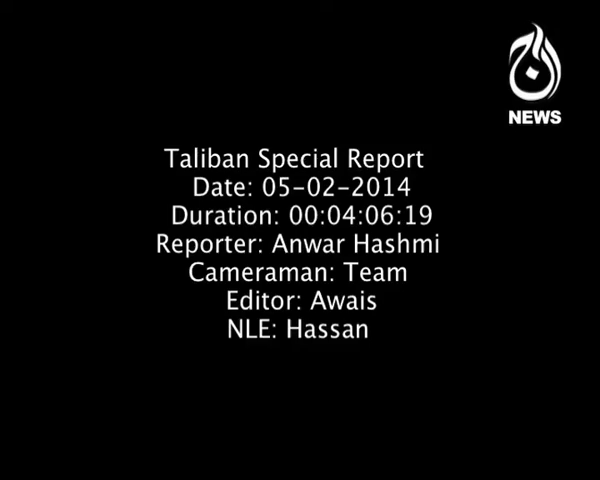 آج
NEWS
Taliban Special Report
Date: 05-02-2014
Duration: 00:04:06:19
Reporter: Anwar Hashmi
Cameraman: Team
Editor: Awais
NLE: Hassan